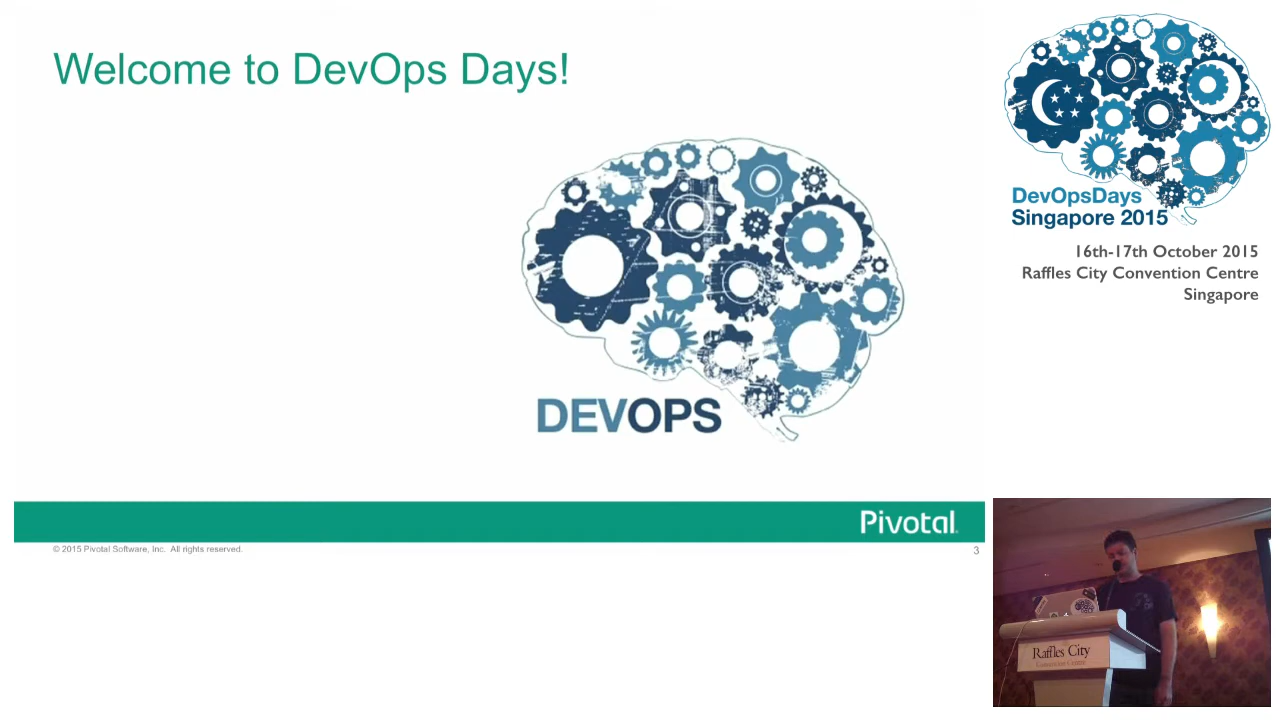 Welcome to DevOps Days!
DEVOPS
Pivotal
© 2015 Pivotal Software, Inc. All rights reserved.
3
DevOpsDays
Singapore 2015
16th-17th October 2015
Raffles City Convention Centre
Singapore
Raffles City
Convention Centre